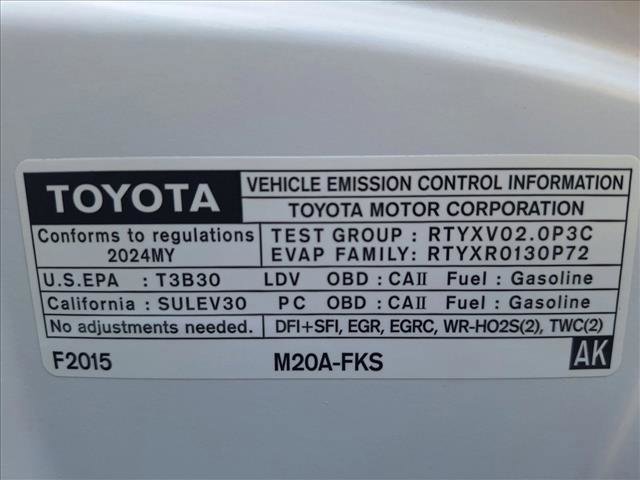 TOYOTA
VEHICLE EMISSION CONTROL INFORMATION
TOYOTA MOTOR CORPORATION
Conforms to regulations
2024MY
TEST GROUP : RTYXV02.0P3C
EVAP FAMILY: RTYXR0130P72
U.S.EPA : T3B30 LDV OBD : CAII Fuel : Gasoline
California : SULEV30 PC OBD : CAII Fuel : Gasoline
No adjustments needed. DFI+SFI, EGR, EGRC, WR-HO2S(2), TWC(2)
F2015 M20A-FKS AK